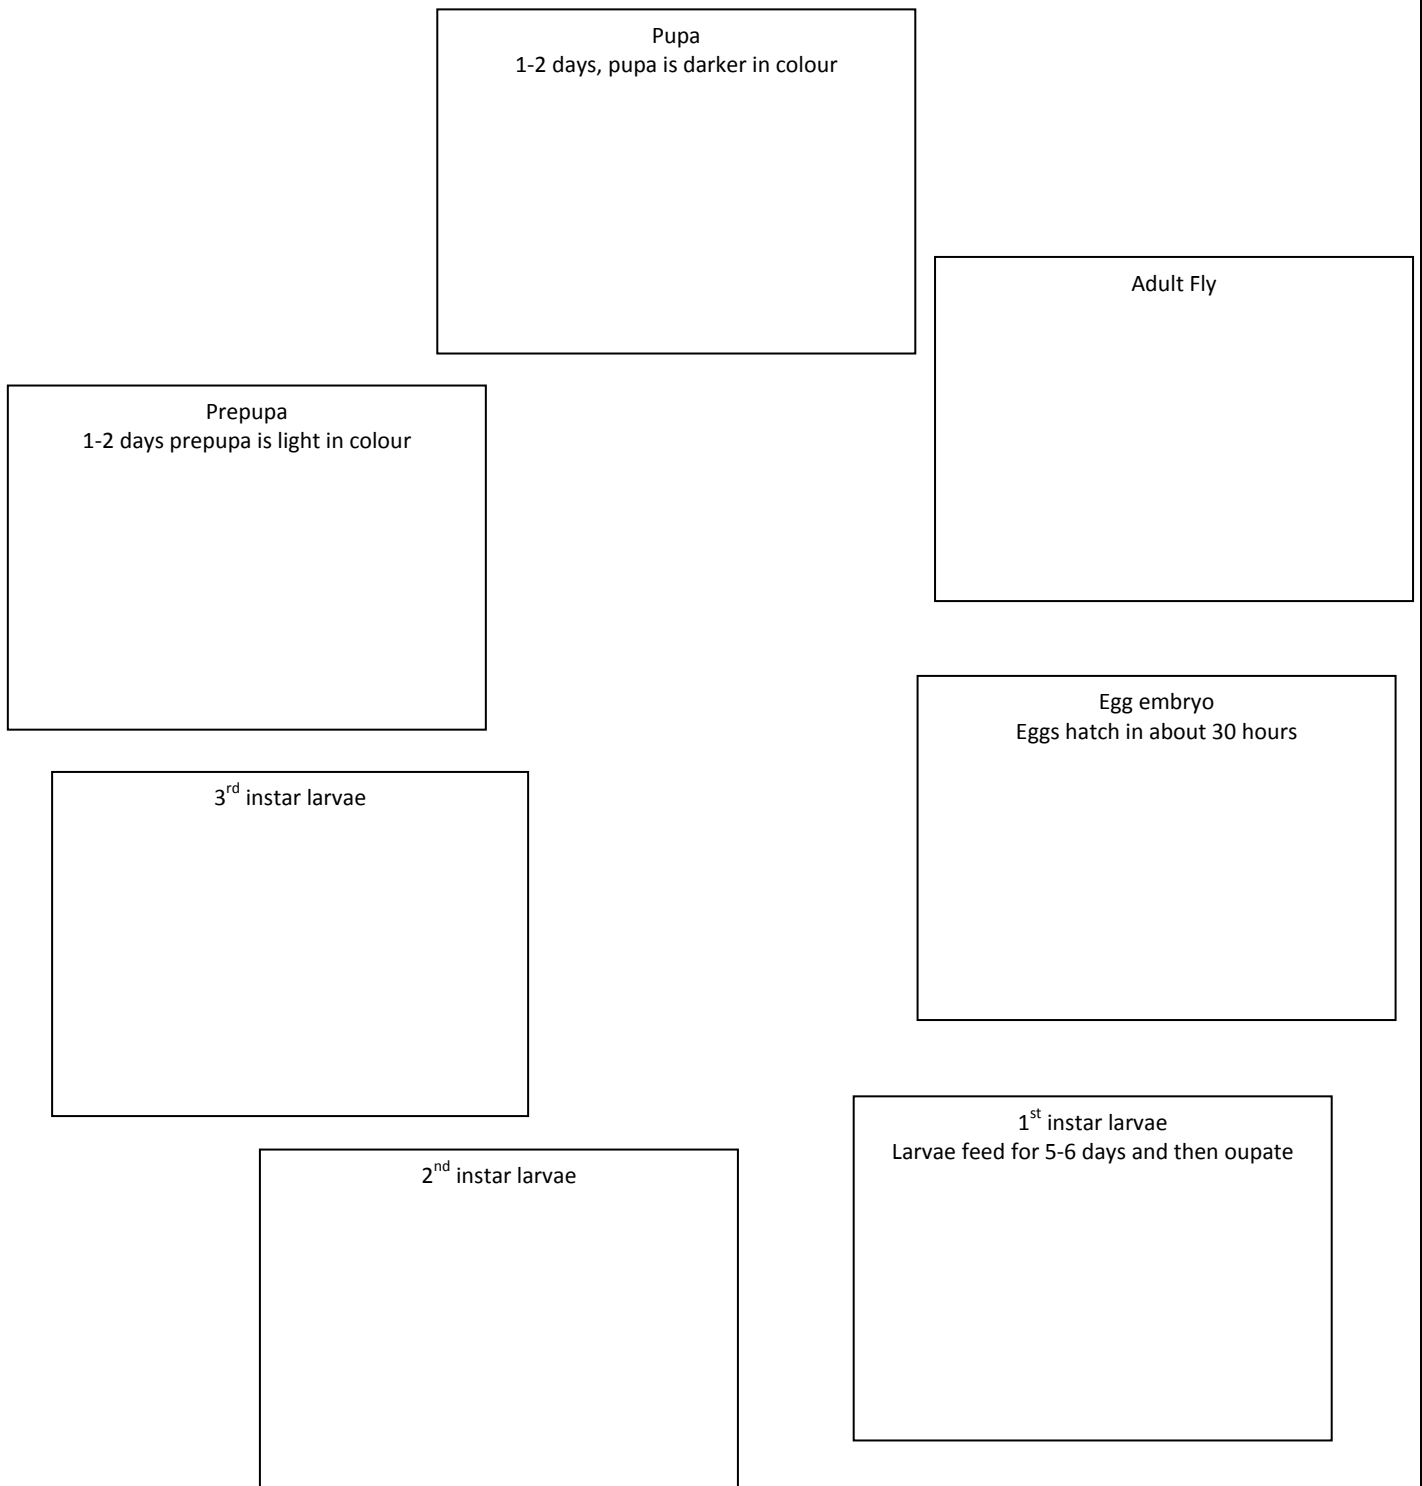 Pupa
1-2 days, pupa is darker in colour
Adult Fly
Prepupa
1-2 days prepupa is light in colour
Egg embryo
Eggs hatch in about 30 hours
3rd instar larvae
1st instar larvae
Larvae feed for 5-6 days and then oupate
2nd instar larvae